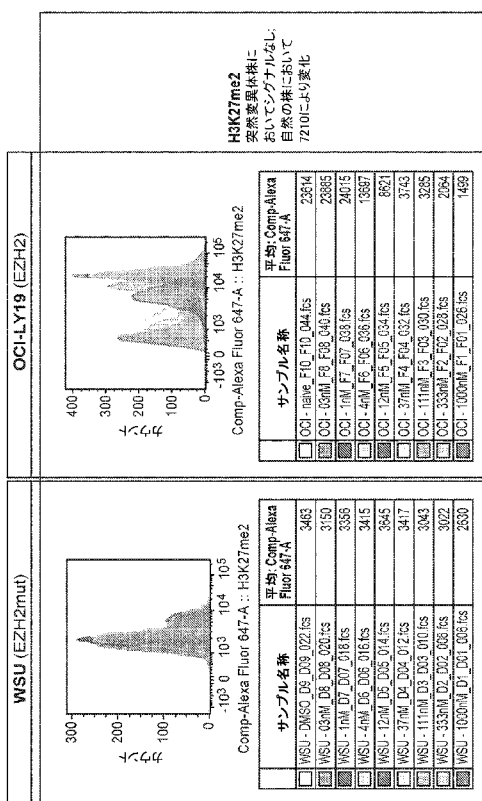 WSU (EZH2mut)
300
200
100
0
カウント
-10³ 0 10³ 10⁴ 10⁵
Comp-Alexa Fluor 647-A :: H3K27me2
サンプル名称 平均: Comp-Alexa Fluor 647-A
WSU - DMSO_D9_D09_022.fcs 3463
WSU - 03nM_D8_D08_020.fcs 3150
WSU - 1nM_D7_D07_018.fcs 3356
WSU - 4nM_D6_D06_016.fcs 3415
WSU - 12nM_D5_D05_014.fcs 3645
WSU - 37nM_D4_D04_012.fcs 3417
WSU - 111nM_D3_D03_010.fcs 3043
WSU - 333nM_D2_D02_008.fcs 3022
WSU - 1000nM_D1_D01_006.fcs 2630
OCI-LY19 (EZH2)
400
300
200
100
0
カウント
-10³ 0 10³ 10⁴ 10⁵
Comp-Alexa Fluor 647-A :: H3K27me2
サンプル名称 平均: Comp-Alexa Fluor 647-A
OCI - naive_F10_F10_044.fcs 23614
OCI - 03nM_F8_F08_040.fcs 23885
OCI - 1nM_F7_F07_038.fcs 24015
OCI - 4nM_F6_F06_036.fcs 13697
OCI - 12nM_F5_F05_034.fcs 8621
OCI - 37nM_F4_F04_032.fcs 3743
OCI - 111nM_F3_F03_030.fcs 3285
OCI - 333nM_F2_F02_028.fcs 2064
OCI - 1000nM_F1_F01_026.fcs 1499
H3K27me2
突然変異体株に
おいてシグナルなし;
自然の株において
7210により変化